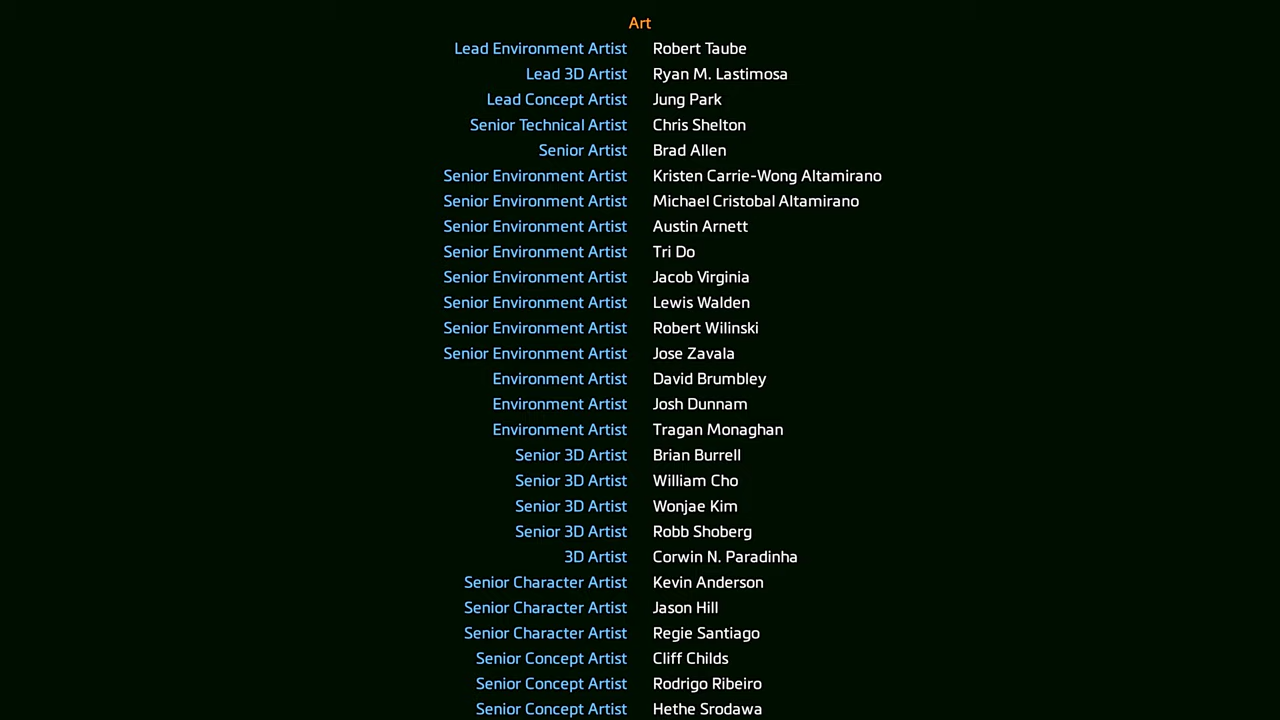 Art
Lead Environment Artist Robert Taube
Lead 3D Artist Ryan M. Lastimosa
Lead Concept Artist Jung Park
Senior Technical Artist Chris Shelton
Senior Artist Brad Allen
Senior Environment Artist Kristen Carrie-Wong Altamirano
Senior Environment Artist Michael Cristobal Altamirano
Senior Environment Artist Austin Arnett
Senior Environment Artist Tri Do
Senior Environment Artist Jacob Virginia
Senior Environment Artist Lewis Walden
Senior Environment Artist Robert Wilinski
Senior Environment Artist Jose Zavala
Environment Artist David Brumbley
Environment Artist Josh Dunnam
Environment Artist Tragan Monaghan
Senior 3D Artist Brian Burrell
Senior 3D Artist William Cho
Senior 3D Artist Wonjae Kim
Senior 3D Artist Robb Shoberg
3D Artist Corwin N. Paradinha
Senior Character Artist Kevin Anderson
Senior Character Artist Jason Hill
Senior Character Artist Regie Santiago
Senior Concept Artist Cliff Childs
Senior Concept Artist Rodrigo Ribeiro
Senior Concept Artist Hethe Srodawa